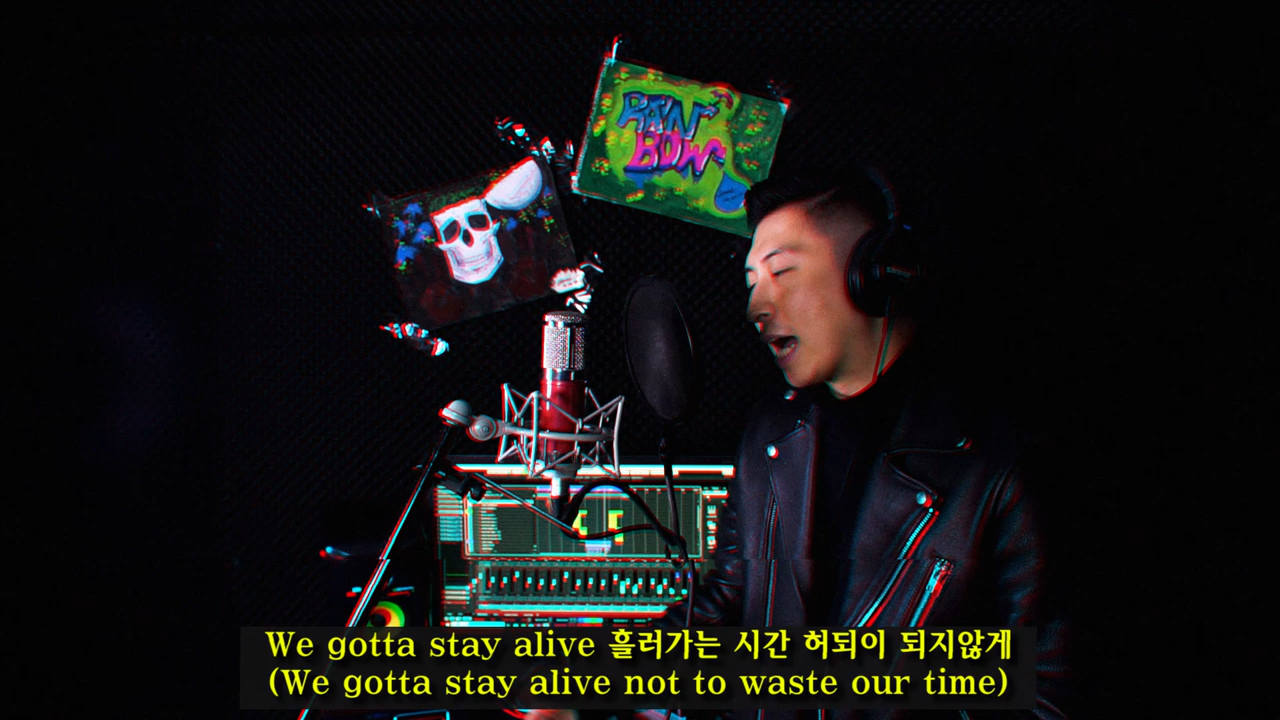 RAIN
BOW
We gotta stay alive 흘러가는 시간 허되이 되지않게
(We gotta stay alive not to waste our time)